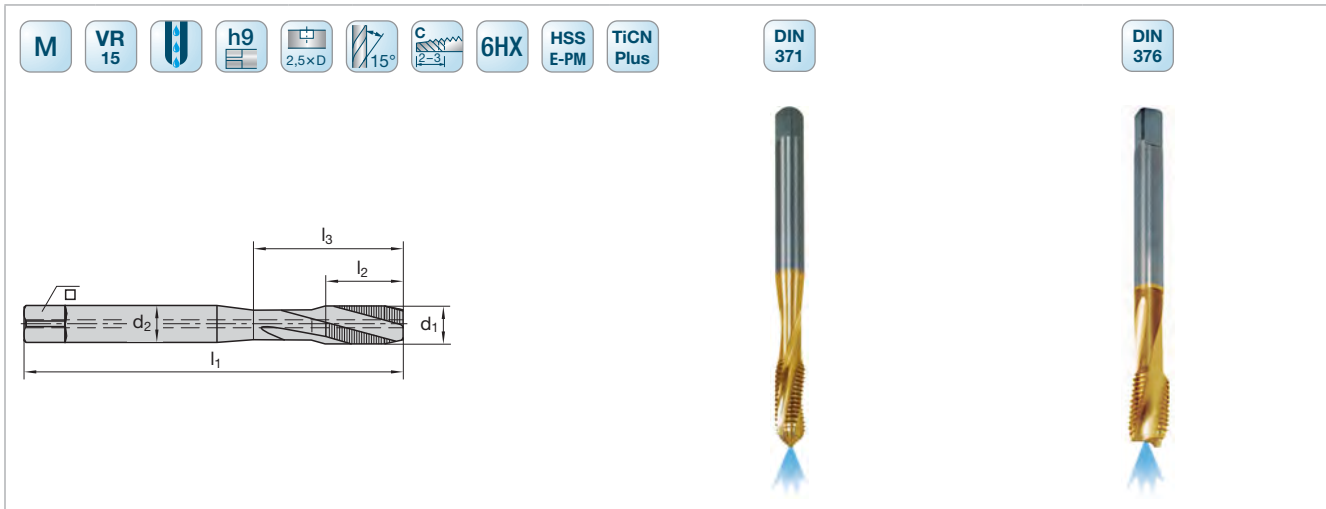 M
VR
15
h9
2,5×D
15°
C
2–3
6HX
HSS
E-PM
TiCN
Plus
DIN
371
DIN
376
l3
l2
d2
d1
l1